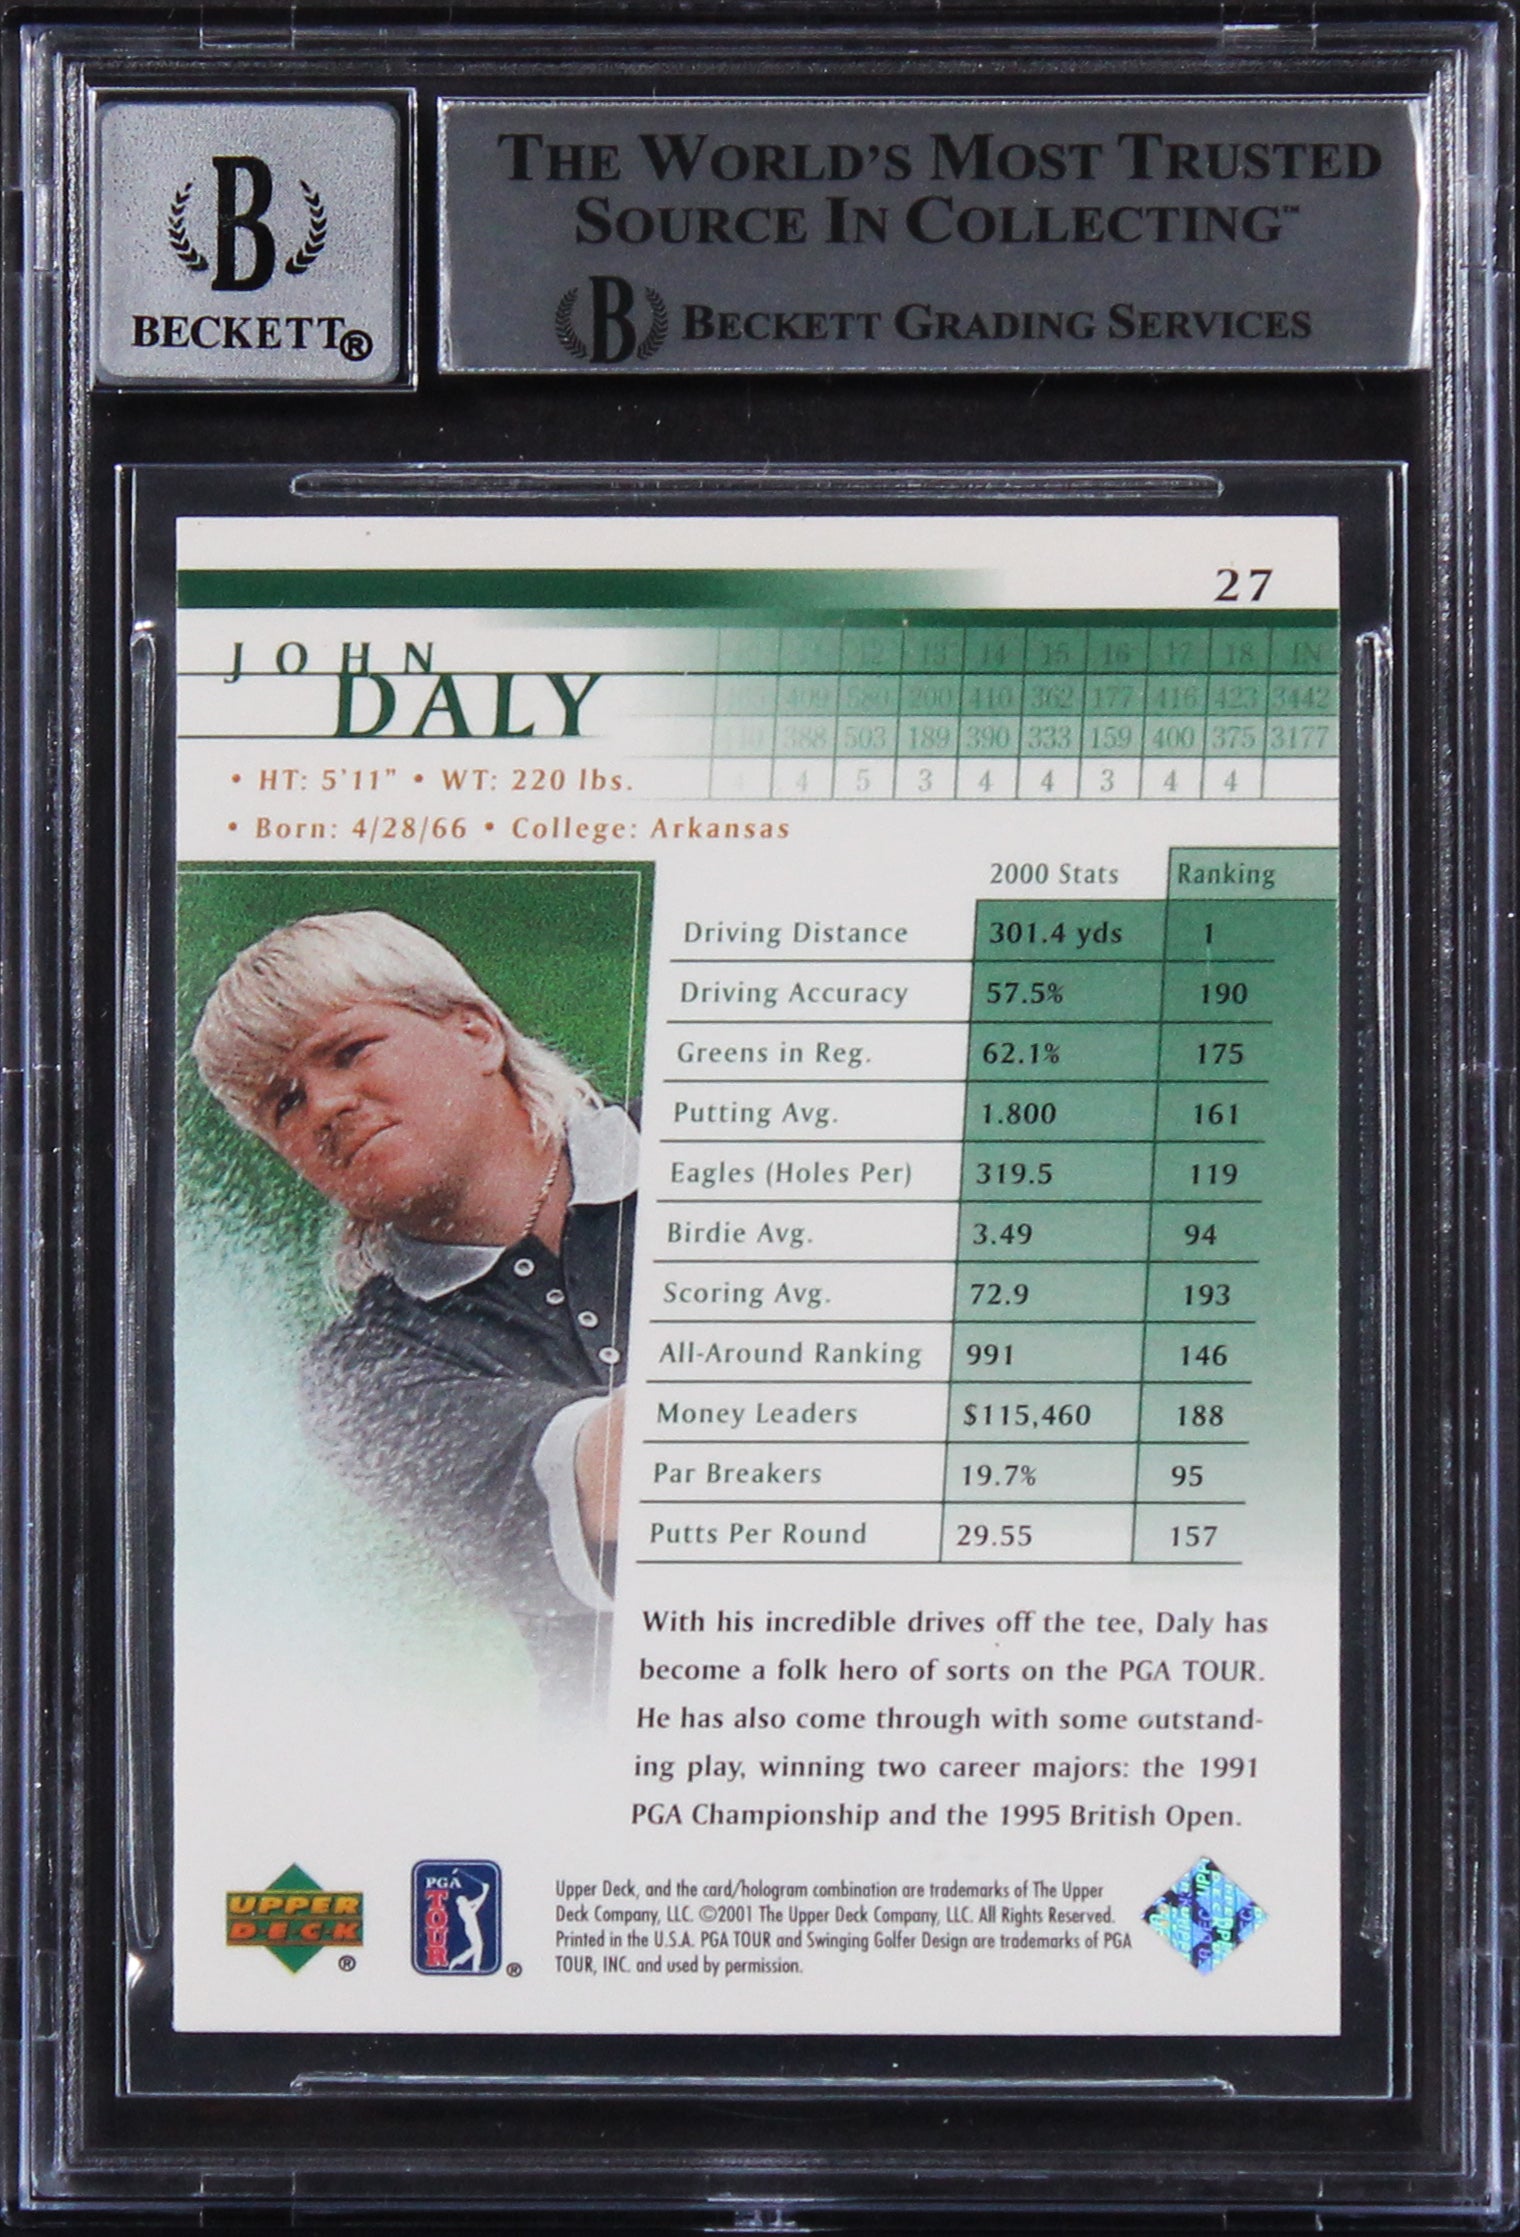 B
BECKETT®
THE WORLD'S MOST TRUSTED
SOURCE IN COLLECTING™
B BECKETT GRADING SERVICES
27
JOHN
DALY
12 13 14 15 16 17 18 IN
409 580 200 410 362 177 416 423 3442
388 503 189 390 333 159 400 375 3177
4 4 5 3 4 4 3 4 4
• HT: 5'11" • WT: 220 lbs.
• Born: 4/28/66 • College: Arkansas
2000 Stats Ranking
Driving Distance 301.4 yds 1
Driving Accuracy 57.5% 190
Greens in Reg. 62.1% 175
Putting Avg. 1.800 161
Eagles (Holes Per) 319.5 119
Birdie Avg. 3.49 94
Scoring Avg. 72.9 193
All-Around Ranking 991 146
Money Leaders $115,460 188
Par Breakers 19.7% 95
Putts Per Round 29.55 157
With his incredible drives off the tee, Daly has
become a folk hero of sorts on the PGA TOUR.
He has also come through with some outstand-
ing play, winning two career majors: the 1991
PGA Championship and the 1995 British Open.
UPPER
DECK
®
PGA
TOUR
®
Upper Deck, and the card/hologram combination are trademarks of The Upper
Deck Company, LLC. ©2001 The Upper Deck Company, LLC. All Rights Reserved.
Printed in the U.S.A. PGA TOUR and Swinging Golfer Design are trademarks of PGA
TOUR, INC. and used by permission.